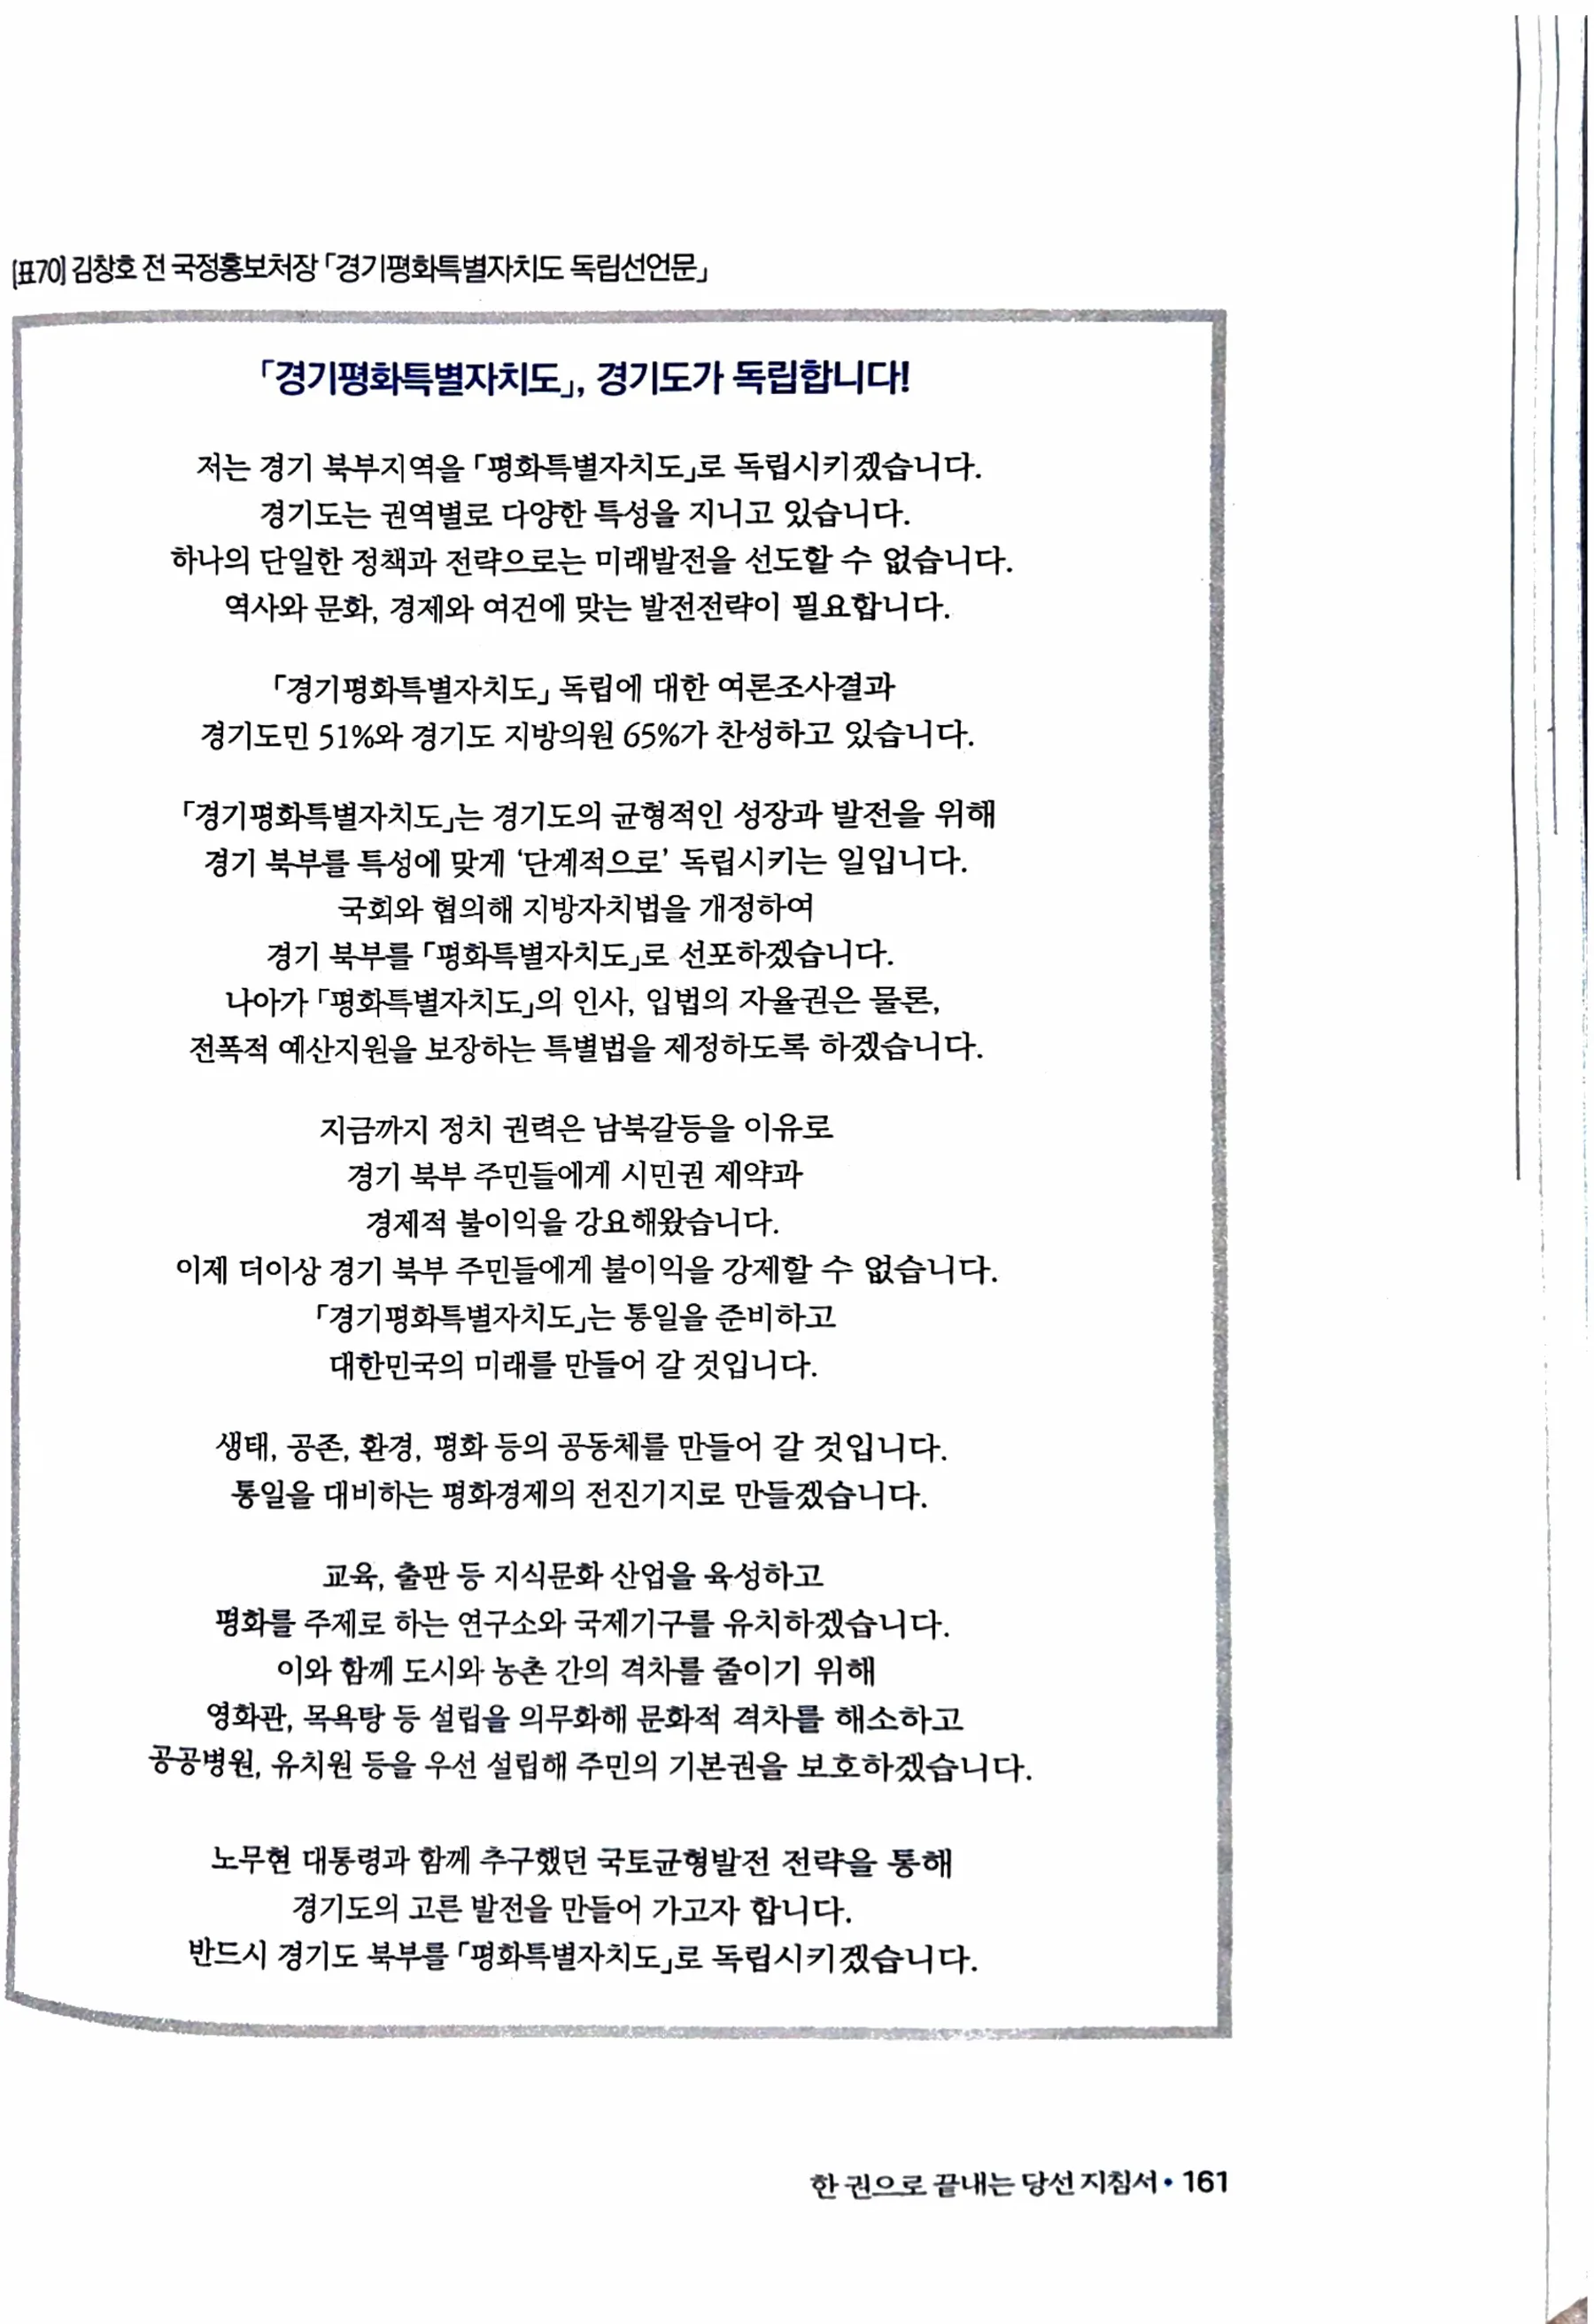 [표70] 김창호 전 국정홍보처장 「경기평화특별자치도 독립선언문」
「경기평화특별자치도」, 경기도가 독립합니다!
저는 경기 북부지역을 「평화특별자치도」로 독립시키겠습니다.
경기도는 권역별로 다양한 특성을 지니고 있습니다.
하나의 단일한 정책과 전략으로는 미래발전을 선도할 수 없습니다.
역사와 문화, 경제와 여건에 맞는 발전전략이 필요합니다.
「경기평화특별자치도」 독립에 대한 여론조사결과
경기도민 51%와 경기도 지방의원 65%가 찬성하고 있습니다.
「경기평화특별자치도」는 경기도의 균형적인 성장과 발전을 위해
경기 북부를 특성에 맞게 ‘단계적으로’ 독립시키는 일입니다.
국회와 협의해 지방자치법을 개정하여
경기 북부를 「평화특별자치도」로 선포하겠습니다.
나아가 「평화특별자치도」의 인사, 입법의 자율권은 물론,
전폭적 예산지원을 보장하는 특별법을 제정하도록 하겠습니다.
지금까지 정치 권력은 남북갈등을 이유로
경기 북부 주민들에게 시민권 제약과
경제적 불이익을 강요해왔습니다.
이제 더이상 경기 북부 주민들에게 불이익을 강제할 수 없습니다.
「경기평화특별자치도」는 통일을 준비하고
대한민국의 미래를 만들어 갈 것입니다.
생태, 공존, 환경, 평화 등의 공동체를 만들어 갈 것입니다.
통일을 대비하는 평화경제의 전진기지로 만들겠습니다.
교육, 출판 등 지식문화 산업을 육성하고
평화를 주제로 하는 연구소와 국제기구를 유치하겠습니다.
이와 함께 도시와 농촌 간의 격차를 줄이기 위해
영화관, 목욕탕 등 설립을 의무화해 문화적 격차를 해소하고
공공병원, 유치원 등을 우선 설립해 주민의 기본권을 보호하겠습니다.
노무현 대통령과 함께 추구했던 국토균형발전 전략을 통해
경기도의 고른 발전을 만들어 가고자 합니다.
반드시 경기도 북부를 「평화특별자치도」로 독립시키겠습니다.
한 권으로 끝내는 당선 지침서 • 161